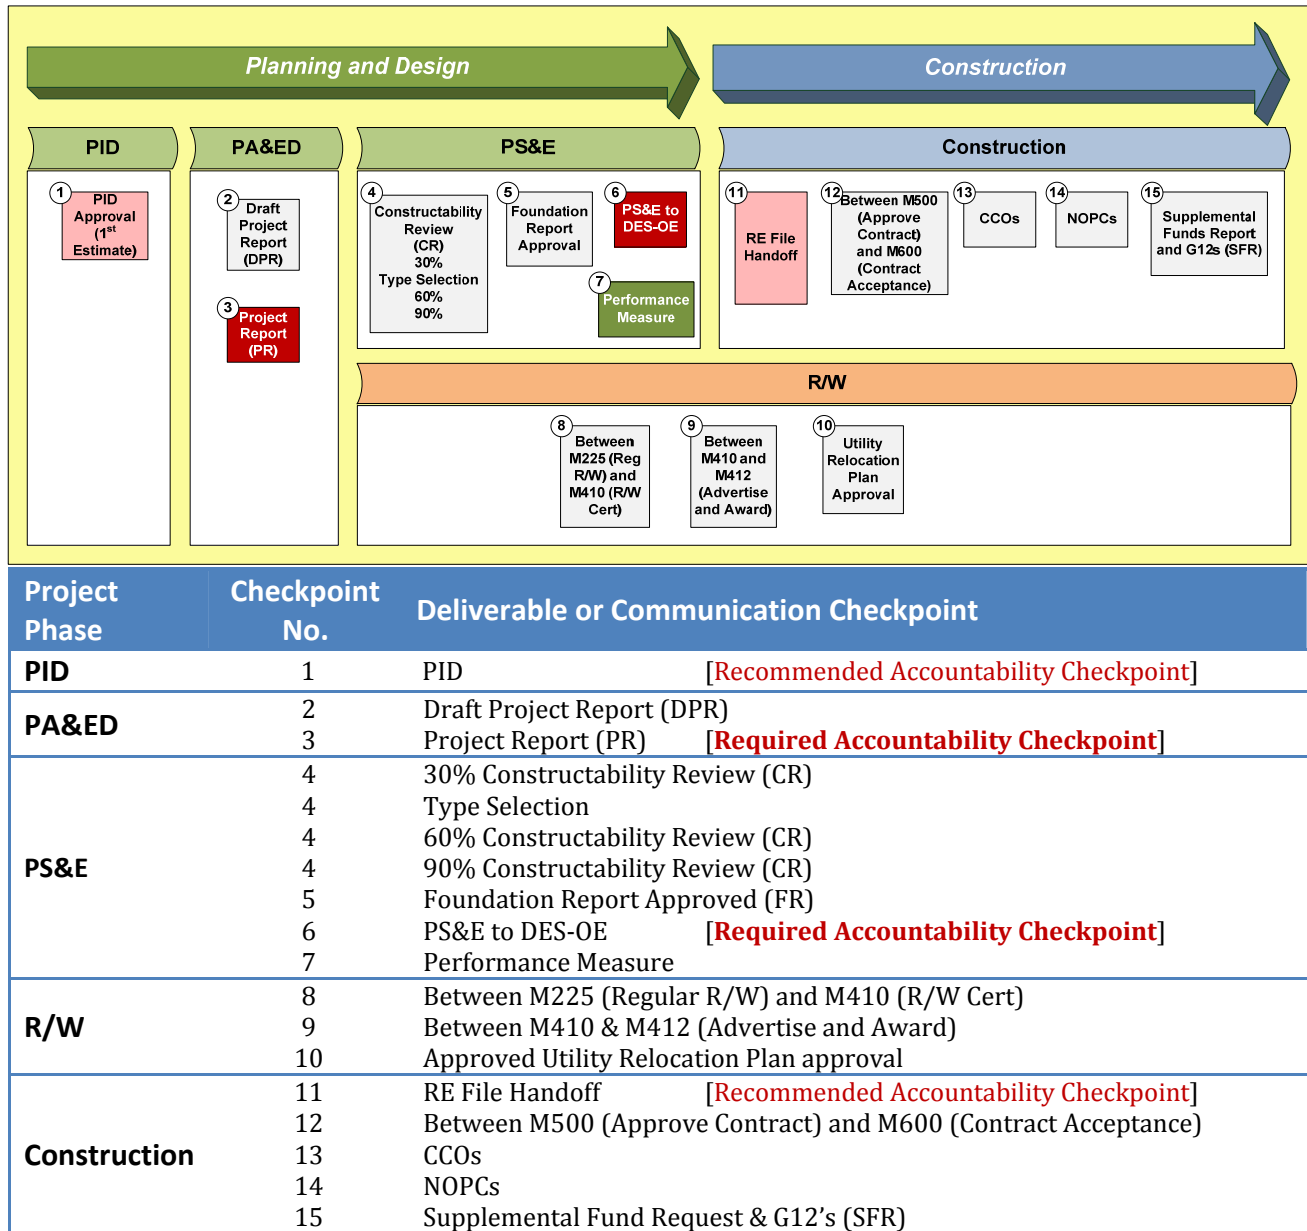 Planning and Design
Construction
PID
PA&ED
PS&E
Construction
1
PID
Approval
(1st
Estimate)
2
Draft
Project
Report
(DPR)
3
Project
Report
(PR)
4
Constructability
Review
(CR)
30%
Type Selection
60%
90%
5
Foundation
Report
Approval
6
PS&E to
DES-OE
7
Performance
Measure
11
RE File
Handoff
12
Between M500
(Approve
Contract)
and M600
(Contract
Acceptance)
13
CCOs
14
NOPCs
15
Supplemental
Funds Report
and G12's (SFR)
R/W
8
Between
M225 (Reg
R/W) and
M410 (R/W
Cert)
9
Between
M410 and
M412
(Advertise
and Award)
10
Utility
Relocation
Plan
Approval
Project Phase Checkpoint No. Deliverable or Communication Checkpoint
PID 1 PID [Recommended Accountability Checkpoint]
PA&ED 2 Draft Project Report (DPR)
3 Project Report (PR) [Required Accountability Checkpoint]
PS&E 4 30% Constructability Review (CR)
4 Type Selection
4 60% Constructability Review (CR)
4 90% Constructability Review (CR)
5 Foundation Report Approved (FR)
6 PS&E to DES-OE [Required Accountability Checkpoint]
7 Performance Measure
R/W 8 Between M225 (Regular R/W) and M410 (R/W Cert)
9 Between M410 & M412 (Advertise and Award)
10 Approved Utility Relocation Plan approval
Construction 11 RE File Handoff [Recommended Accountability Checkpoint]
12 Between M500 (Approve Contract) and M600 (Contract Acceptance)
13 CCOs
14 NOPCs
15 Supplemental Fund Request & G12's (SFR)